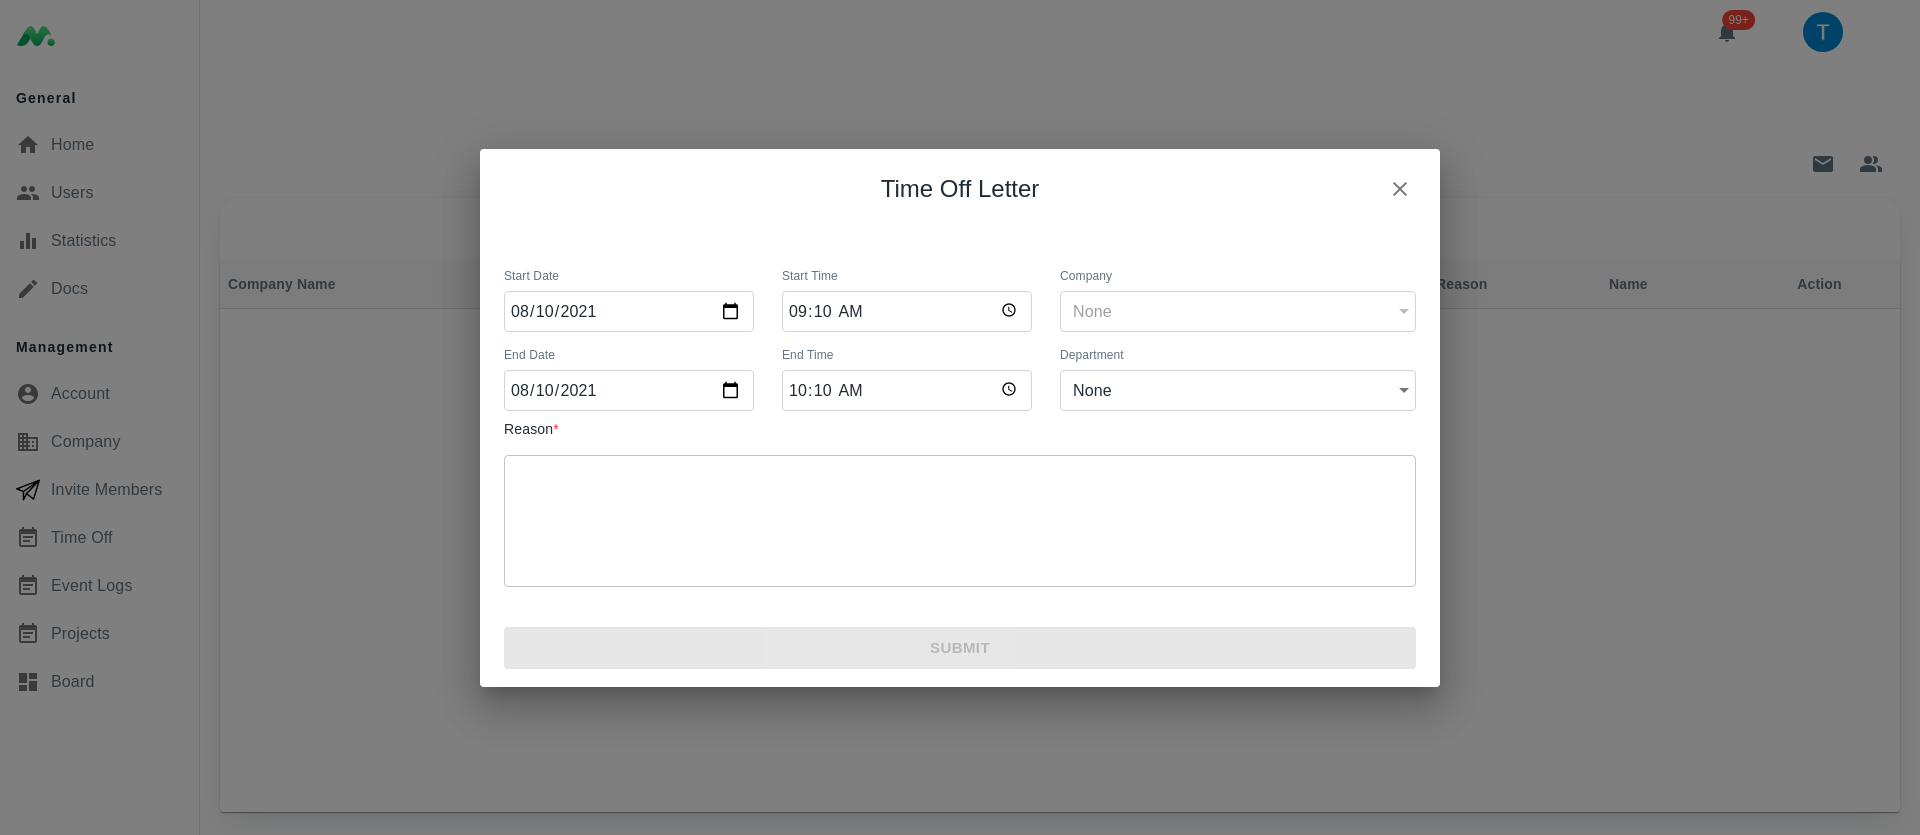 99+
T
General
Home
Users
Statistics
Docs
Management
Account
Company
Invite Members
Time Off
Event Logs
Projects
Board
Company Name
Reason
Name
Action
Time Off Letter
Start Date
Start Time
Company
08/10/2021
09:10 AM
None
End Date
End Time
Department
08/10/2021
10:10 AM
None
Reason*
SUBMIT